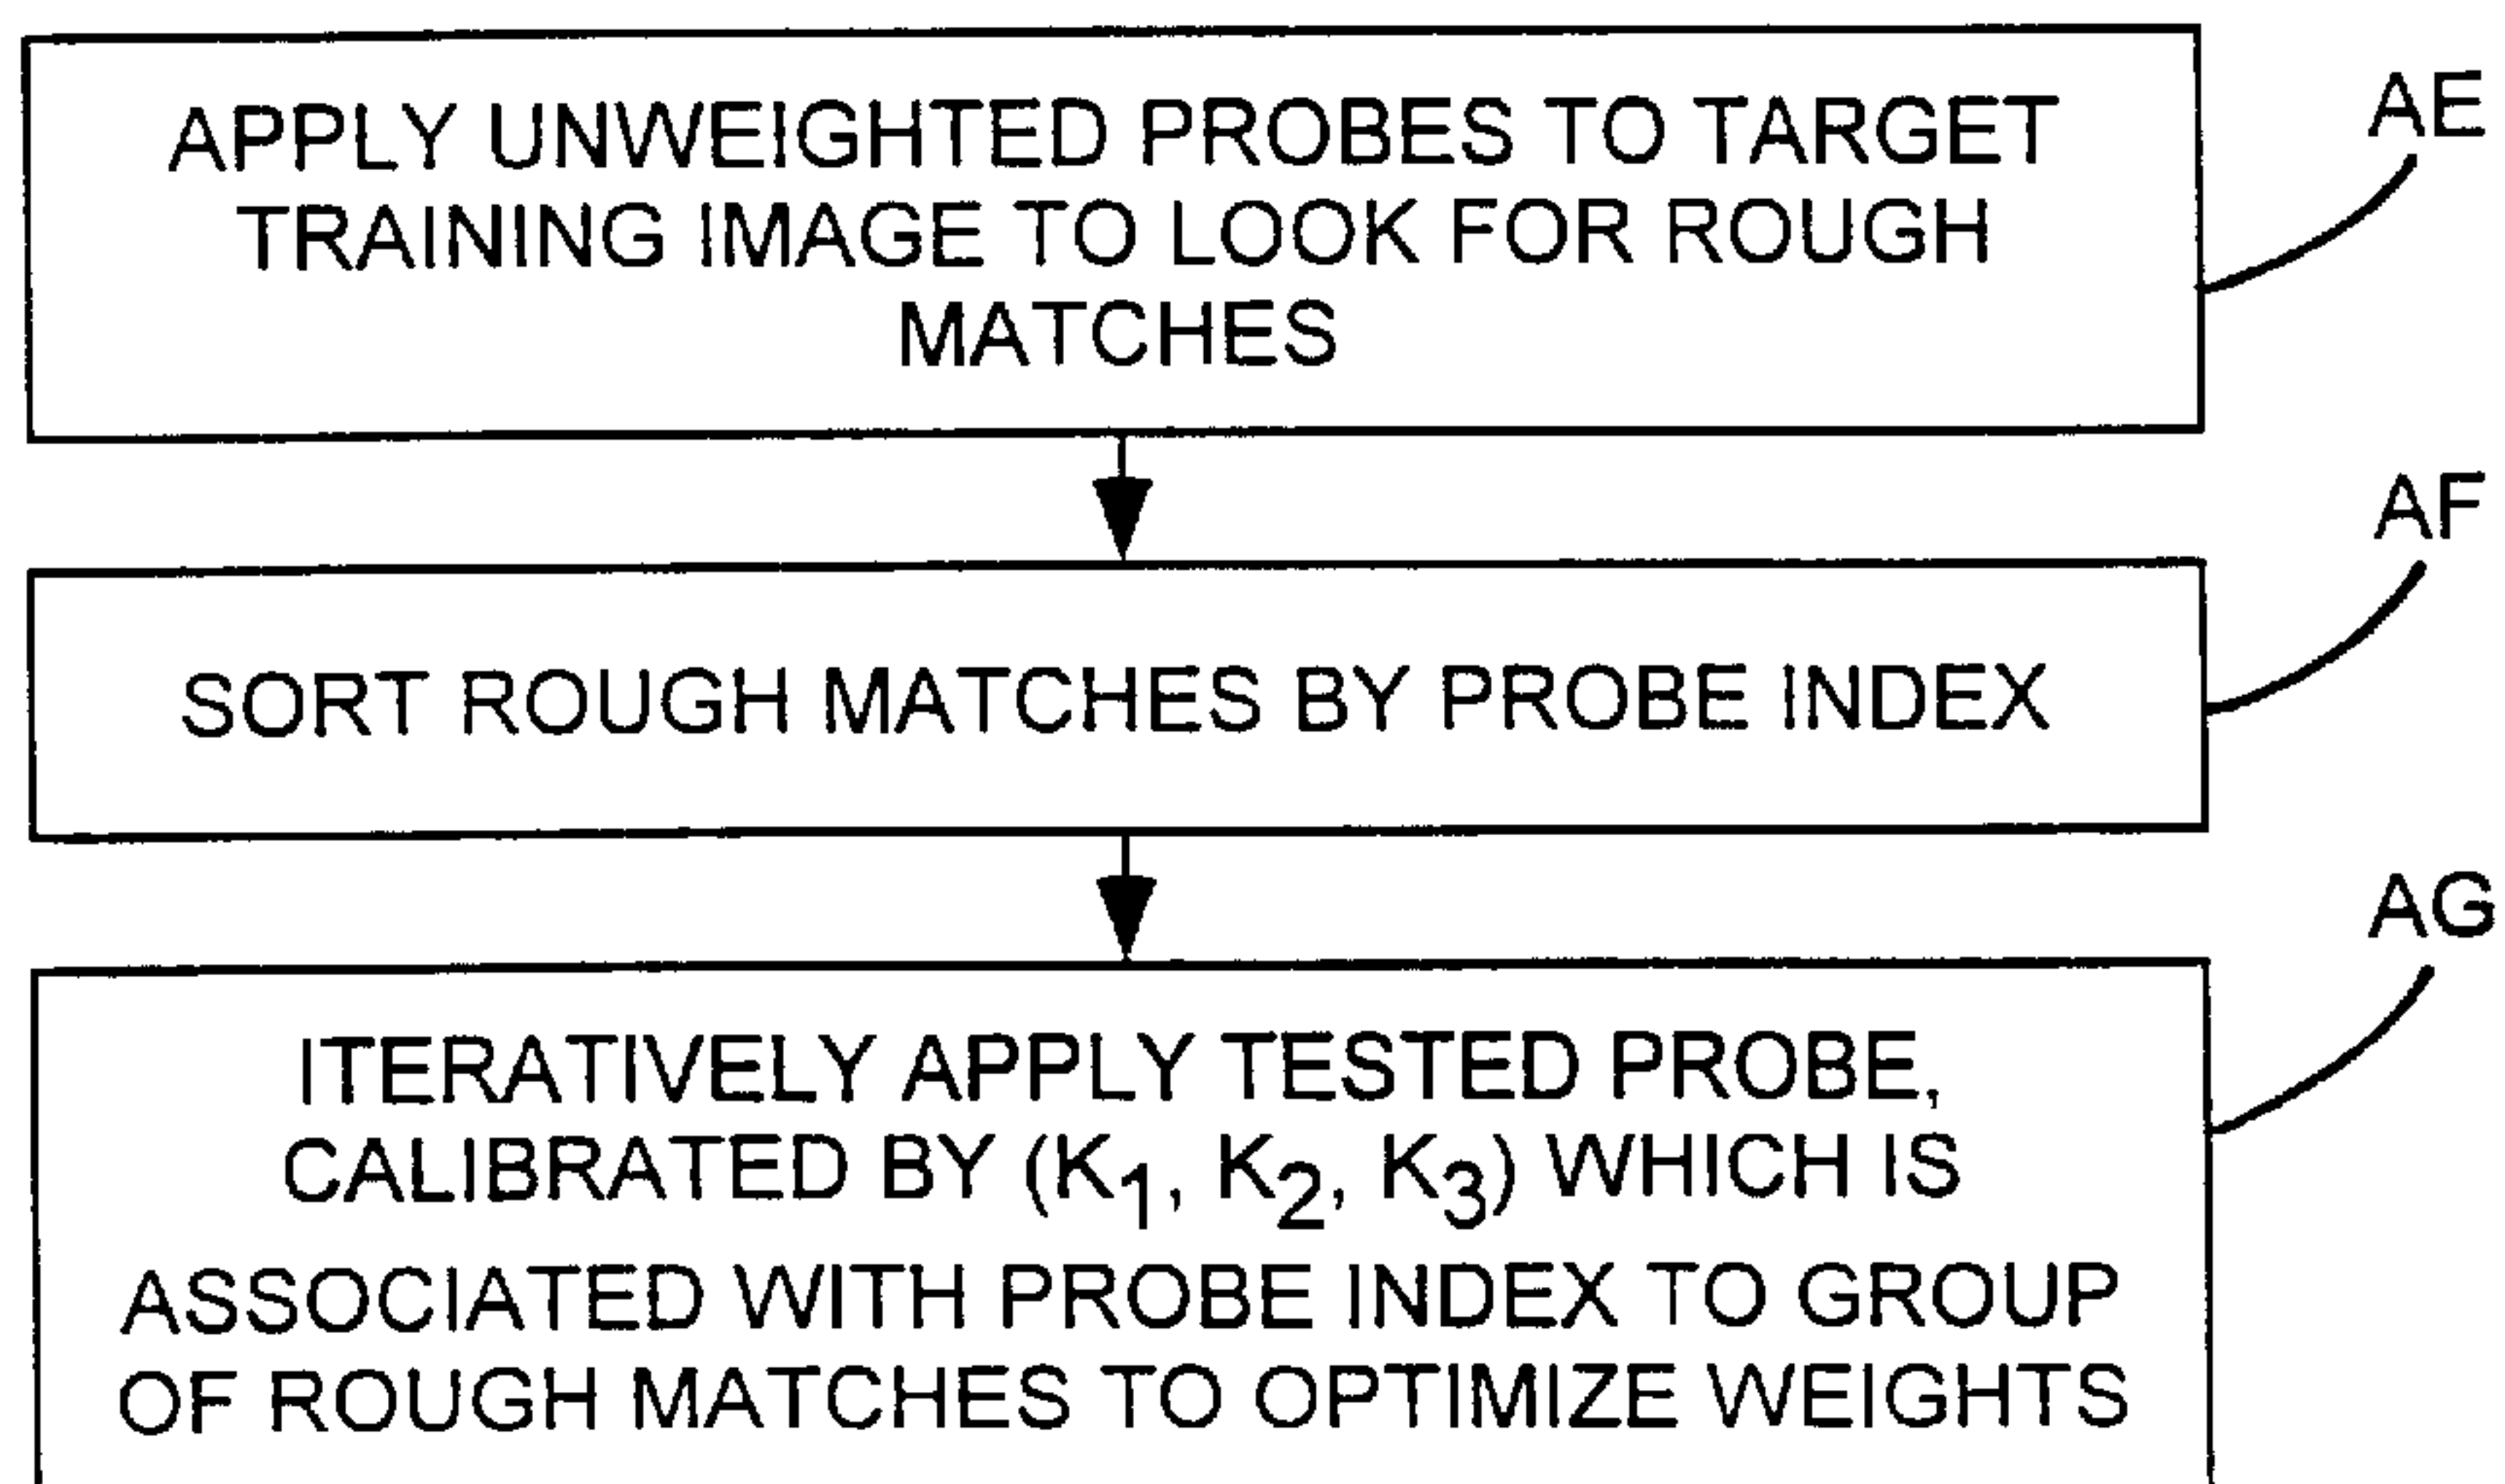 APPLY UNWEIGHTED PROBES TO TARGET
TRAINING IMAGE TO LOOK FOR ROUGH
MATCHES
AE
SORT ROUGH MATCHES BY PROBE INDEX
AF
ITERATIVELY APPLY TESTED PROBE,
CALIBRATED BY (K₁, K₂, K₃) WHICH IS
ASSOCIATED WITH PROBE INDEX TO GROUP
OF ROUGH MATCHES TO OPTIMIZE WEIGHTS
AG